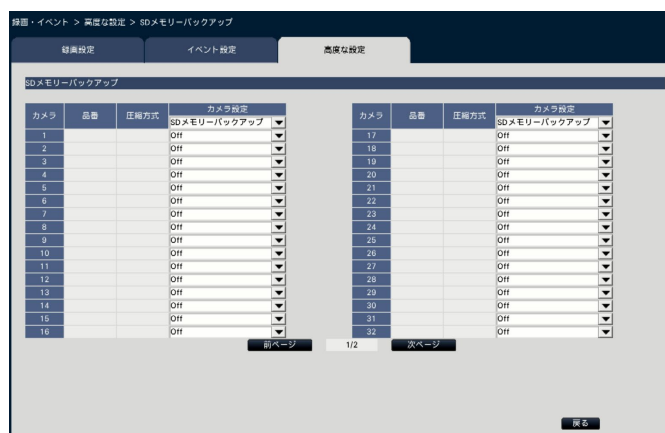 録画・イベント > 高度な設定 > SDメモリーバックアップ
録画設定 イベント設定 高度な設定
SDメモリーバックアップ
カメラ 品番 圧縮方式 カメラ設定
SDメモリーバックアップ
1 Off
2 Off
3 Off
4 Off
5 Off
6 Off
7 Off
8 Off
9 Off
10 Off
11 Off
12 Off
13 Off
14 Off
15 Off
16 Off
カメラ 品番 圧縮方式 カメラ設定
SDメモリーバックアップ
17 Off
18 Off
19 Off
20 Off
21 Off
22 Off
23 Off
24 Off
25 Off
26 Off
27 Off
28 Off
29 Off
30 Off
31 Off
32 Off
前ページ 1/2 次ページ
戻る